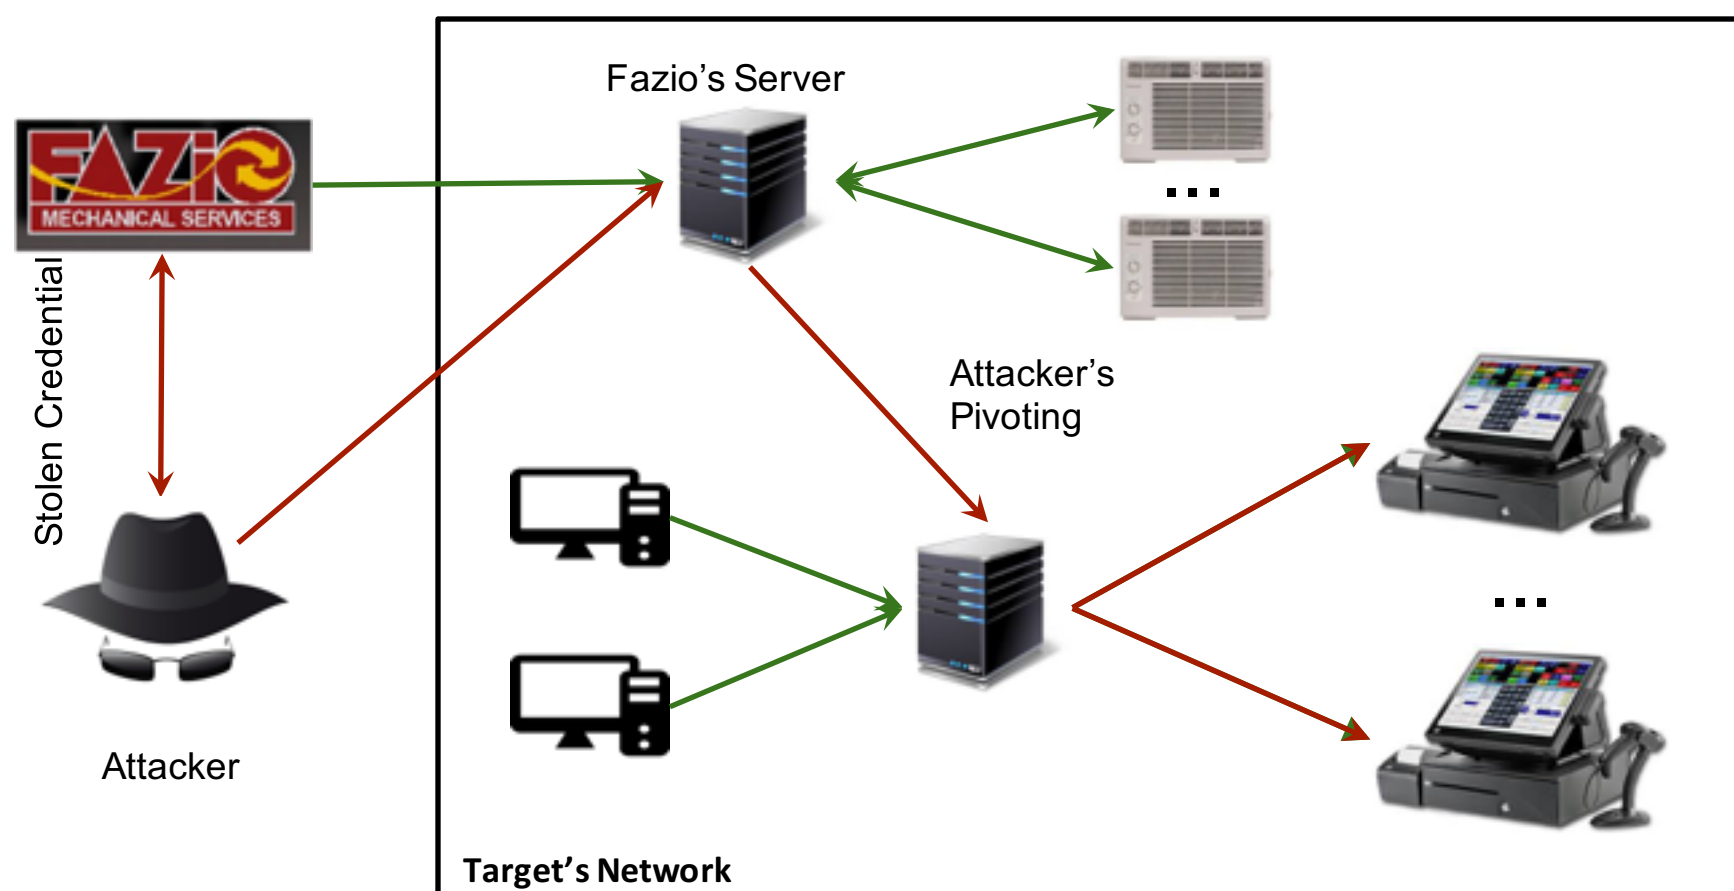 Fazio’s Server
FAZIO
MECHANICAL SERVICES
Stolen Credential
Attacker’s
Pivoting
Attacker
Target’s Network